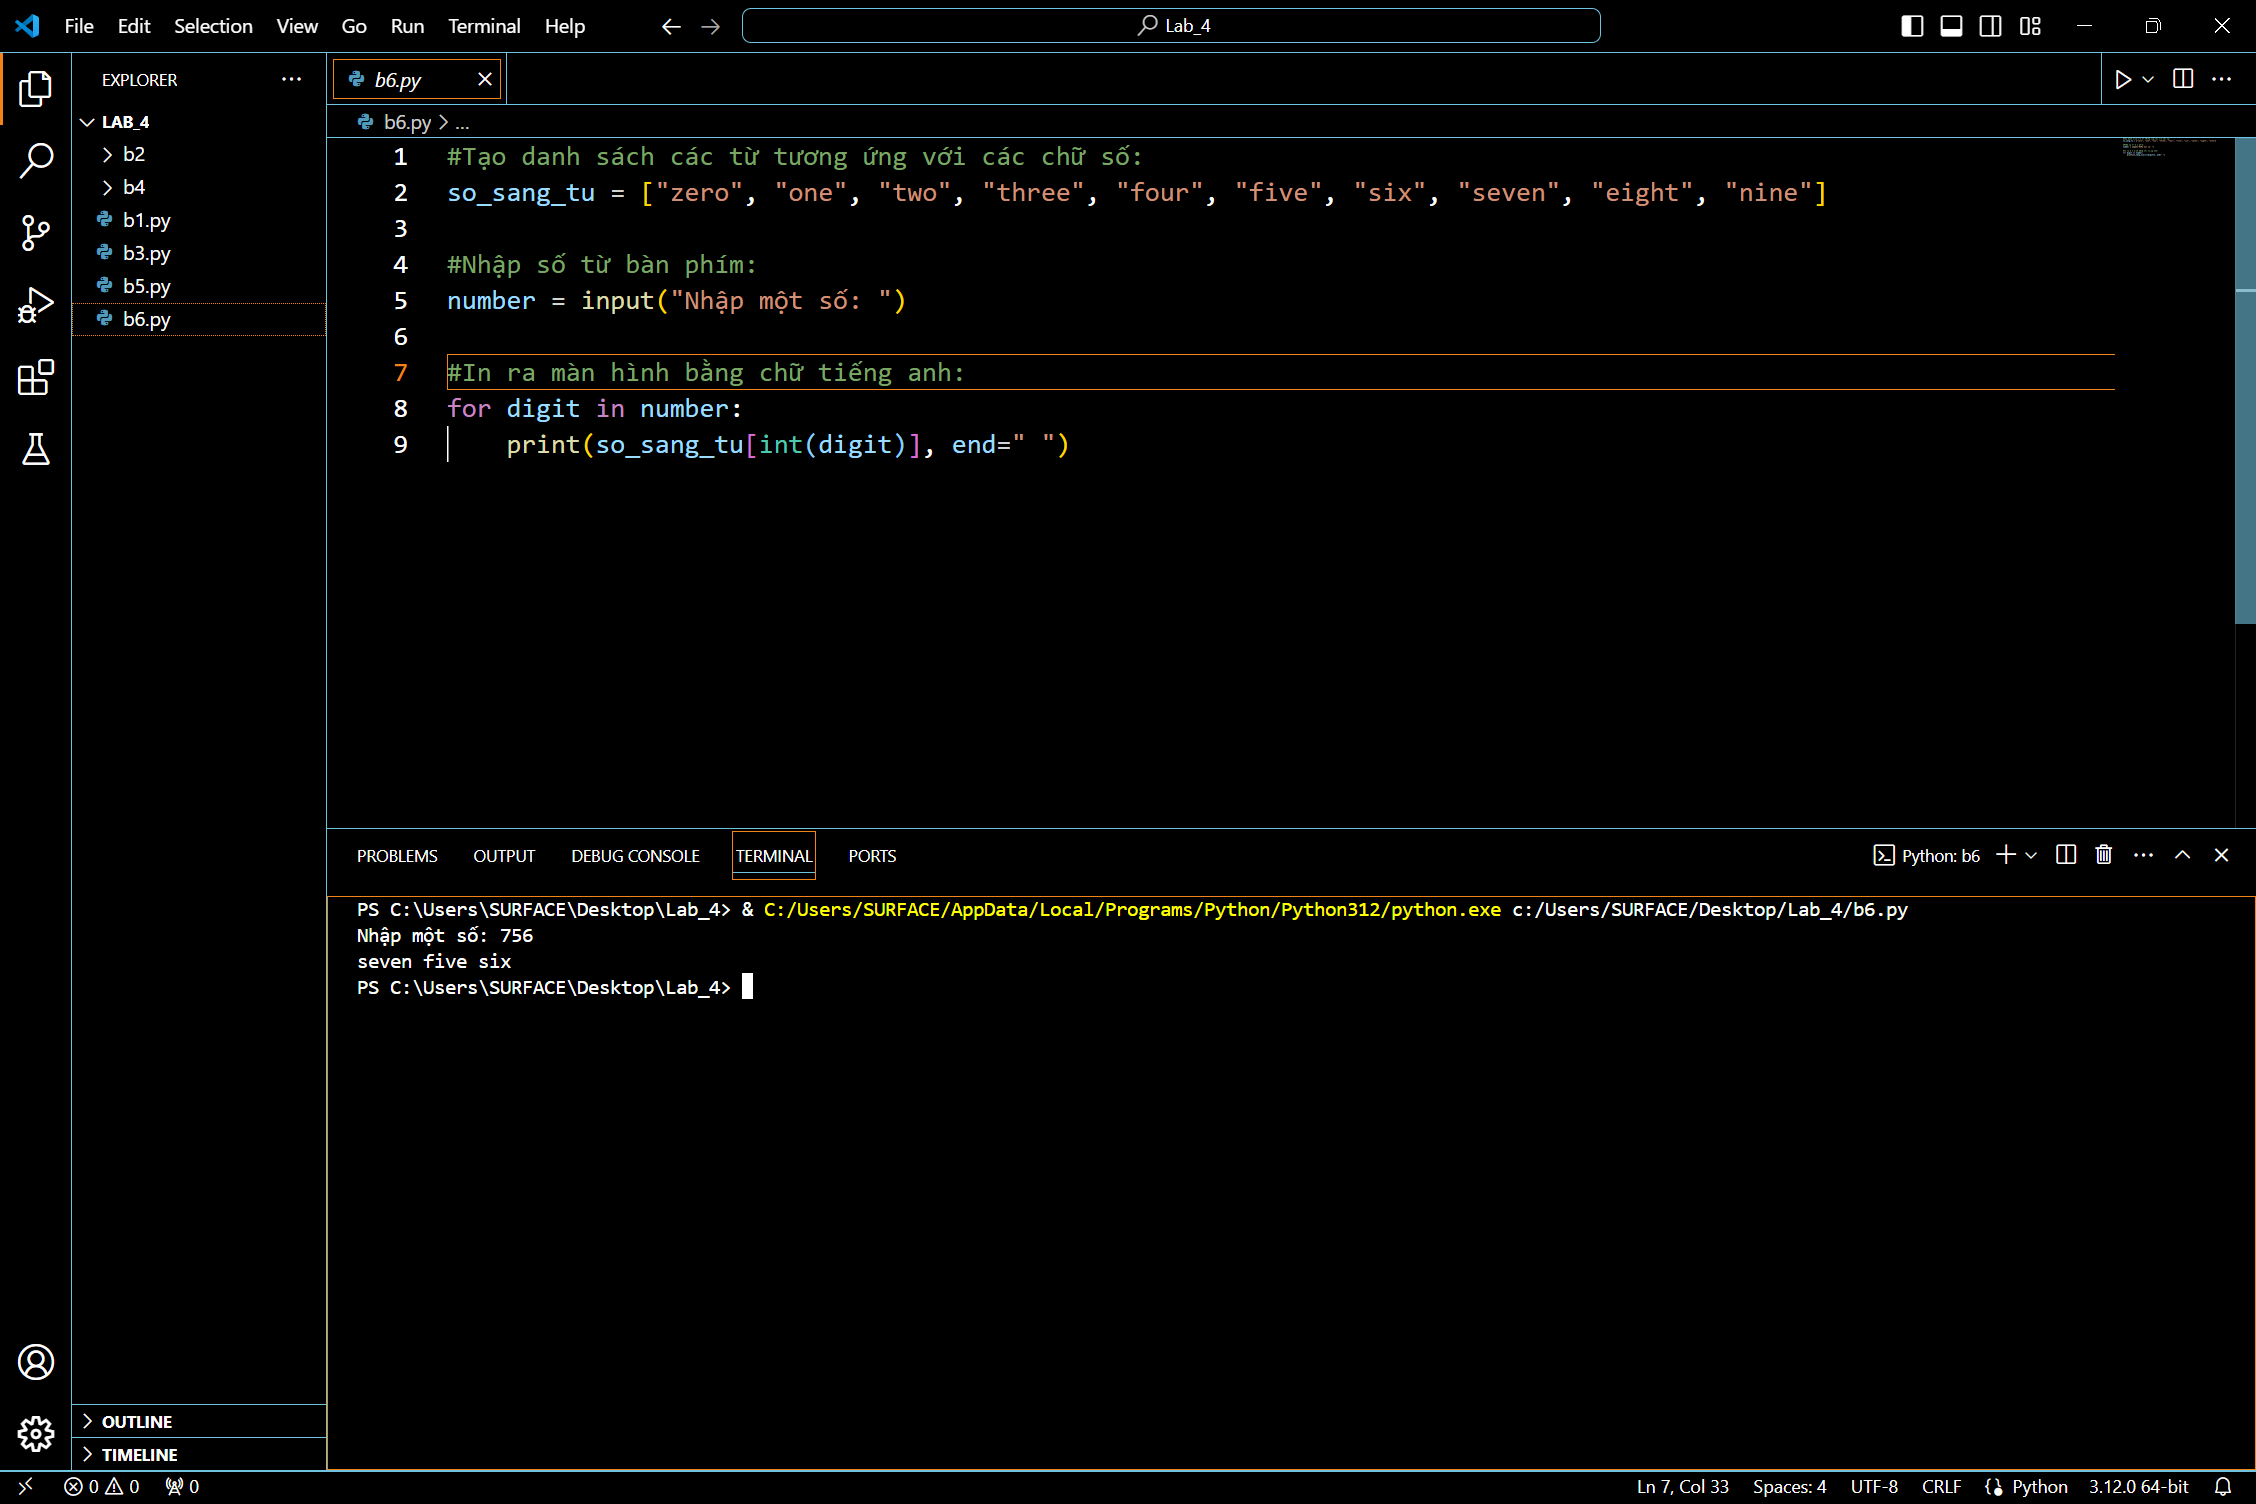 File Edit Selection View Go Run Terminal Help Lab_4
EXPLORER
LAB_4
b2
b4
b1.py
b3.py
b5.py
b6.py
OUTLINE
TIMELINE
b6.py
b6.py > ...
1 #Tạo danh sách các từ tương ứng với các chữ số:
2 so_sang_tu = ["zero", "one", "two", "three", "four", "five", "six", "seven", "eight", "nine"]
3
4 #Nhập số từ bàn phím:
5 number = input("Nhập một số: ")
6
7 #In ra màn hình bằng chữ tiếng anh:
8 for digit in number:
9     print(so_sang_tu[int(digit)], end=" ")
PROBLEMS OUTPUT DEBUG CONSOLE TERMINAL PORTS Python: b6
PS C:\Users\SURFACE\Desktop\Lab_4> & C:/Users/SURFACE/AppData/Local/Programs/Python/Python312/python.exe c:/Users/SURFACE/Desktop/Lab_4/b6.py
Nhập một số: 756
seven five six
PS C:\Users\SURFACE\Desktop\Lab_4>
0 0 0 Ln 7, Col 33 Spaces: 4 UTF-8 CRLF Python 3.12.0 64-bit